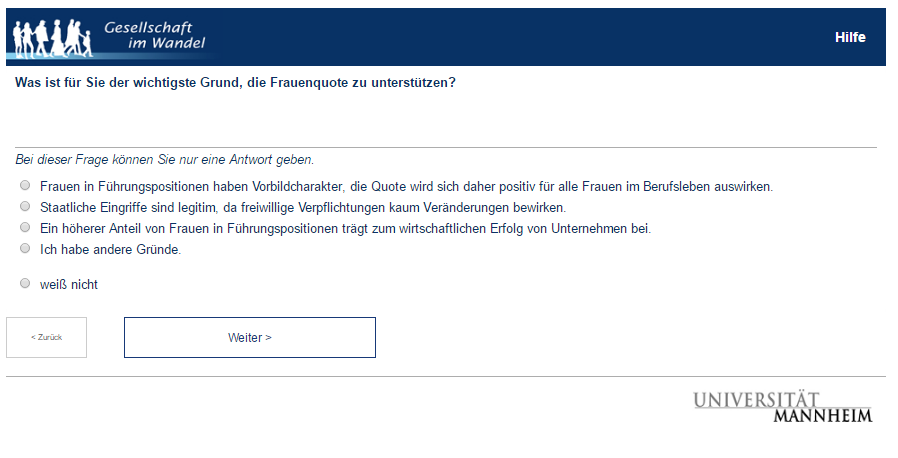 Gesellschaft
im Wandel
Hilfe
Was ist für Sie der wichtigste Grund, die Frauenquote zu unterstützen?
Bei dieser Frage können Sie nur eine Antwort geben.
Frauen in Führungspositionen haben Vorbildcharakter, die Quote wird sich daher positiv für alle Frauen im Berufsleben auswirken.
Staatliche Eingriffe sind legitim, da freiwillige Verpflichtungen kaum Veränderungen bewirken.
Ein höherer Anteil von Frauen in Führungspositionen trägt zum wirtschaftlichen Erfolg von Unternehmen bei.
Ich habe andere Gründe.
weiß nicht
< Zurück
Weiter >
UNIVERSITÄT
MANNHEIM